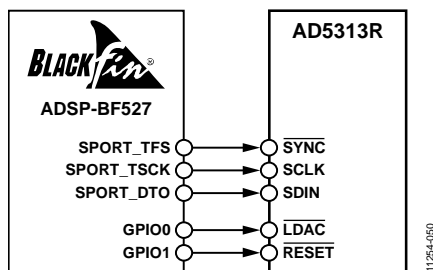 AD5313R
BLACKfin®
ADSP-BF527
SPORT_TFS SYNC
SPORT_TSCK SCLK
SPORT_DTO SDIN
GPIO0 LDAC
GPIO1 RESET
11254-050